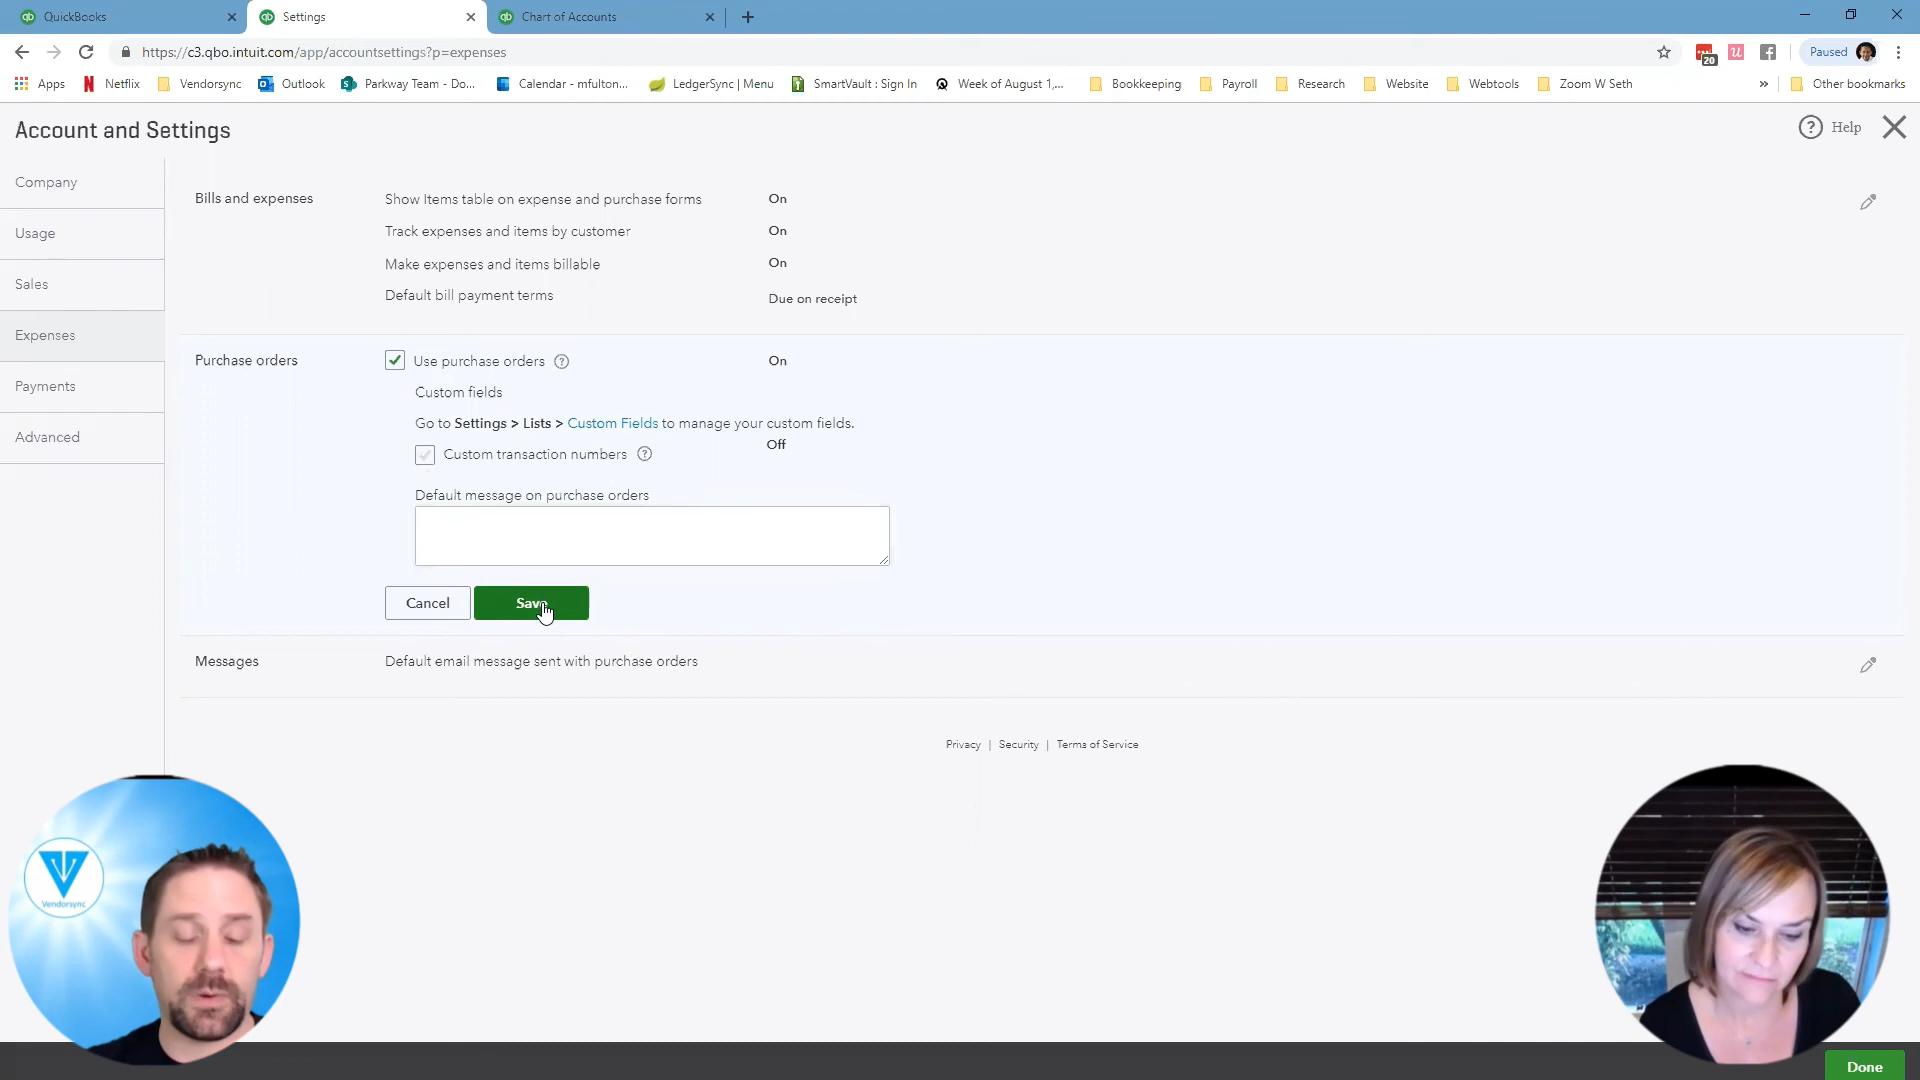 QuickBooks
Settings
Chart of Accounts
https://c3.qbo.intuit.com/app/accountsettings?p=expenses
20
Paused
Apps
Netflix
Vendorsync
Outlook
Parkway Team - Do...
Calendar - mfulton...
LedgerSync | Menu
SmartVault : Sign In
Week of August 1,...
Bookkeeping
Payroll
Research
Website
Webtools
Zoom W Seth
»
Other bookmarks
Account and Settings
? Help
Company
Usage
Sales
Expenses
Payments
Advanced
Bills and expenses
Show Items table on expense and purchase forms On
Track expenses and items by customer On
Make expenses and items billable On
Default bill payment terms Due on receipt
Purchase orders
Use purchase orders ? On
Custom fields
Go to Settings > Lists > Custom Fields to manage your custom fields.
Off
Custom transaction numbers ?
Default message on purchase orders
Cancel
Save
Messages
Default email message sent with purchase orders
Privacy | Security | Terms of Service
Vendorsync
Done